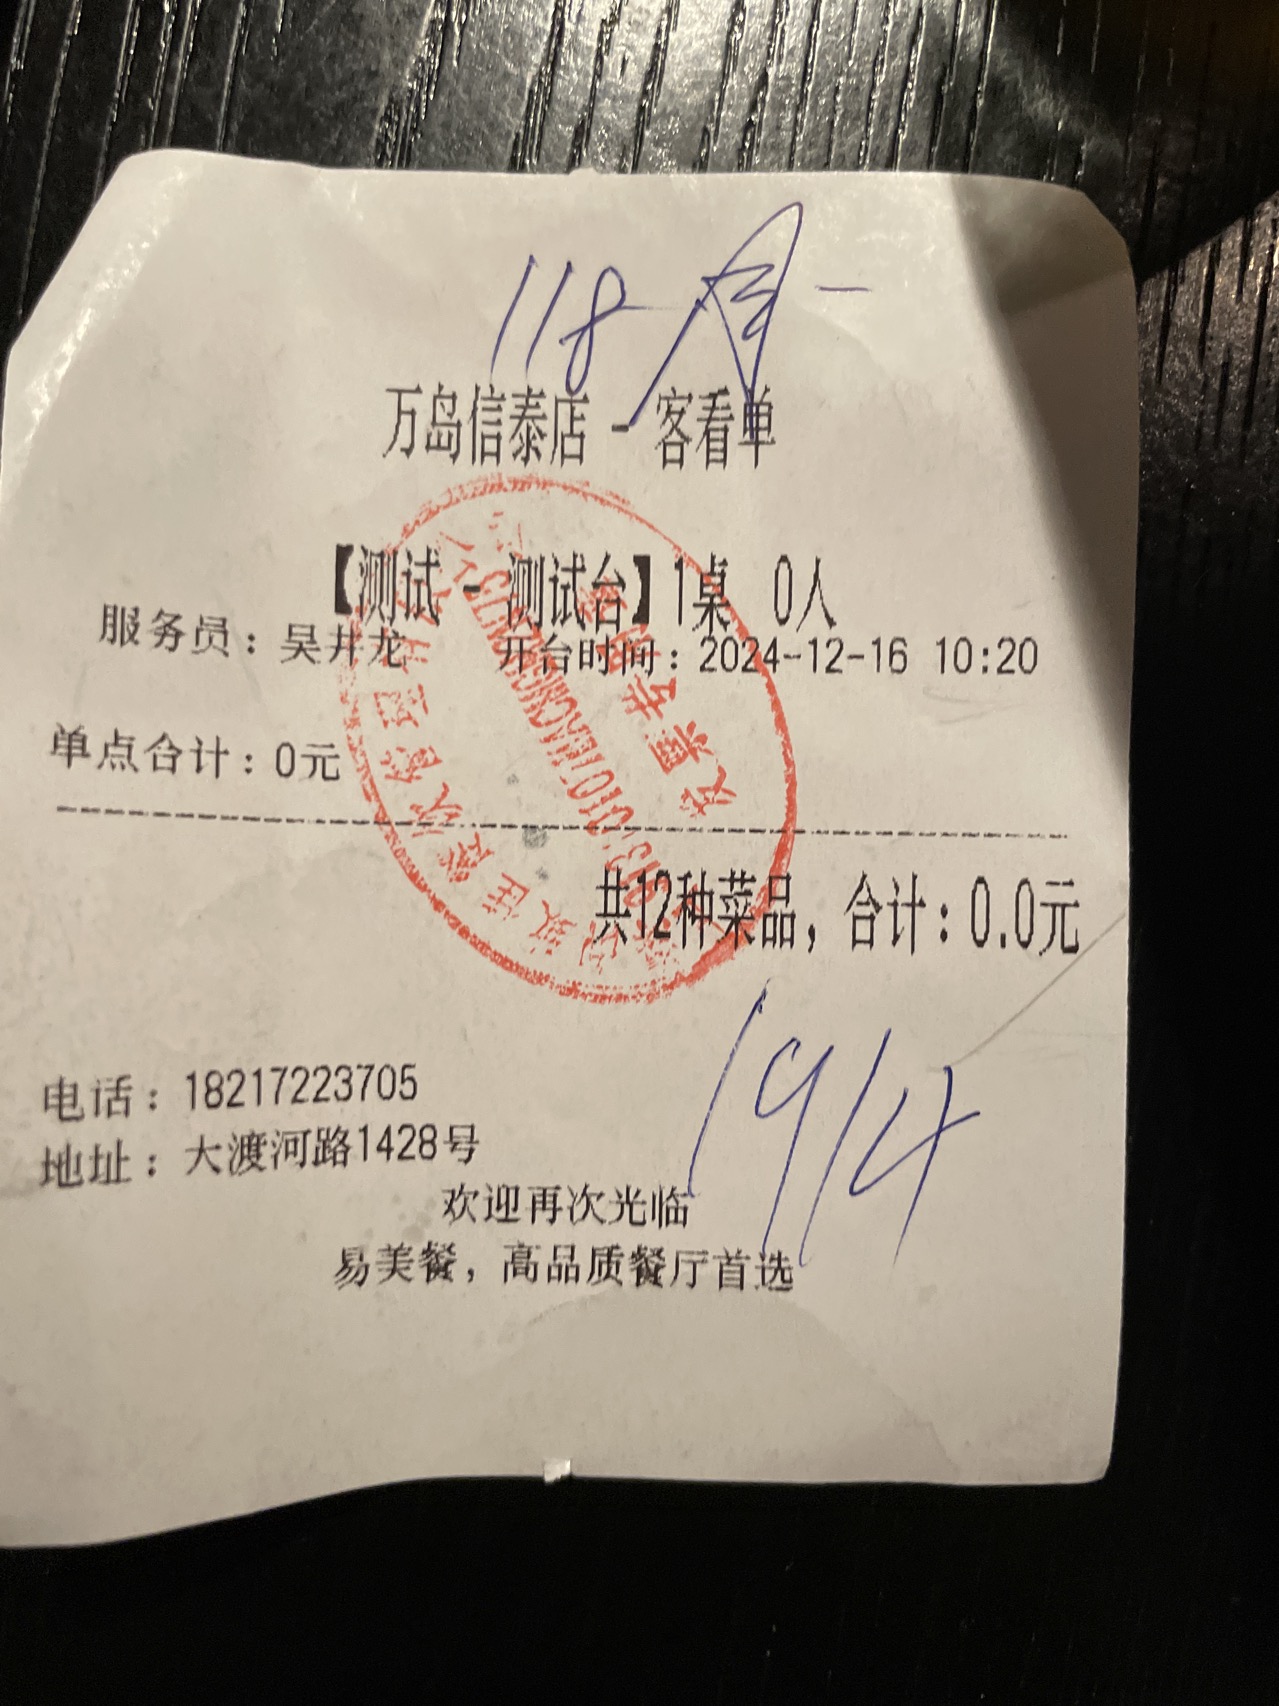 118
万岛信泰店 - 客看单
【测试 - 测试台】1桌 0人
服务员：吴井龙 开台时间：2024-12-16 10:20
单点合计：0元
共12种菜品，合计：0.0元
19/4
电话：18217223705
地址：大渡河路1428号
欢迎再次光临
易美餐，高品质餐厅首选